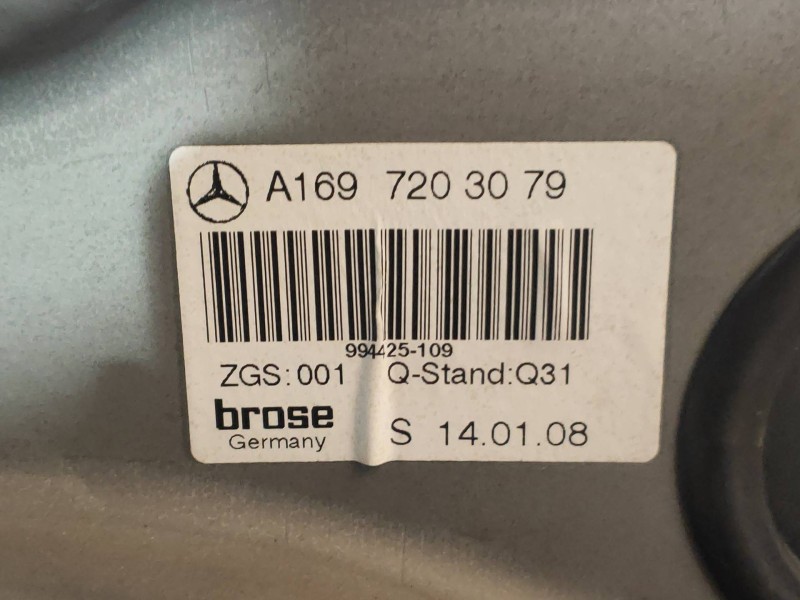 A169 720 30 79
994425-109
ZGS:001 Q-Stand:Q31
brose
Germany
S 14.01.08